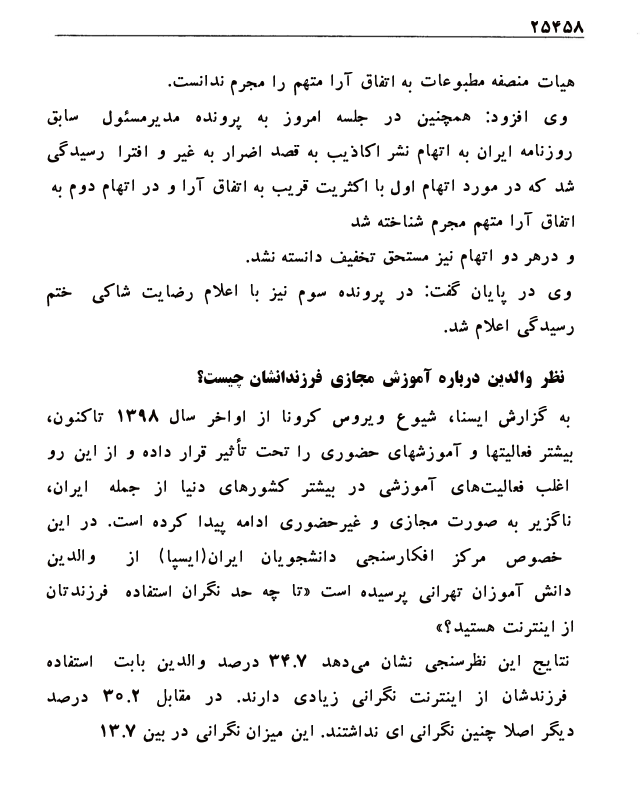 ۲۵۴۵۸
هیات منصفه مطبوعات به اتفاق آرا متهم را مجرم ندانست.
وی افزود: همچنین در جلسه امروز به پرونده مدیرمسئول سابق
روزنامه ایران به اتهام نشر اکاذیب به قصد اضرار به غیر و افترا رسیدگی
شد که در مورد اتهام اول با اکثریت قریب به اتفاق آرا و در اتهام دوم به
اتفاق آرا متهم مجرم شناخته شد
و درهر دو اتهام نیز مستحق تخفیف دانسته نشد.
وی در پایان گفت: در پرونده سوم نیز با اعلام رضایت شاکی ختم
رسیدگی اعلام شد.
نظر والدین درباره آموزش مجازی فرزندانشان چیست؟
به گزارش ایسنا، شیوع ویروس کرونا از اواخر سال ۱۳۹۸ تاکنون،
بیشتر فعالیتها و آموزشهای حضوری را تحت تأثیر قرار داده و از این رو
اغلب فعالیت‌های آموزشی در بیشتر کشورهای دنیا از جمله ایران،
ناگزیر به صورت مجازی و غیرحضوری ادامه پیدا کرده است. در این
خصوص مرکز افکارسنجی دانشجویان ایران(ایسپا) از والدین
دانش آموزان تهرانی پرسیده است «تا چه حد نگران استفاده فرزندتان
از اینترنت هستید؟»
نتایج این نظرسنجی نشان می‌دهد ۳۴.۷ درصد والدین بابت استفاده
فرزندشان از اینترنت نگرانی زیادی دارند. در مقابل ۳۰.۲ درصد
دیگر اصلا چنین نگرانی ای نداشتند. این میزان نگرانی در بین ۱۳.۷